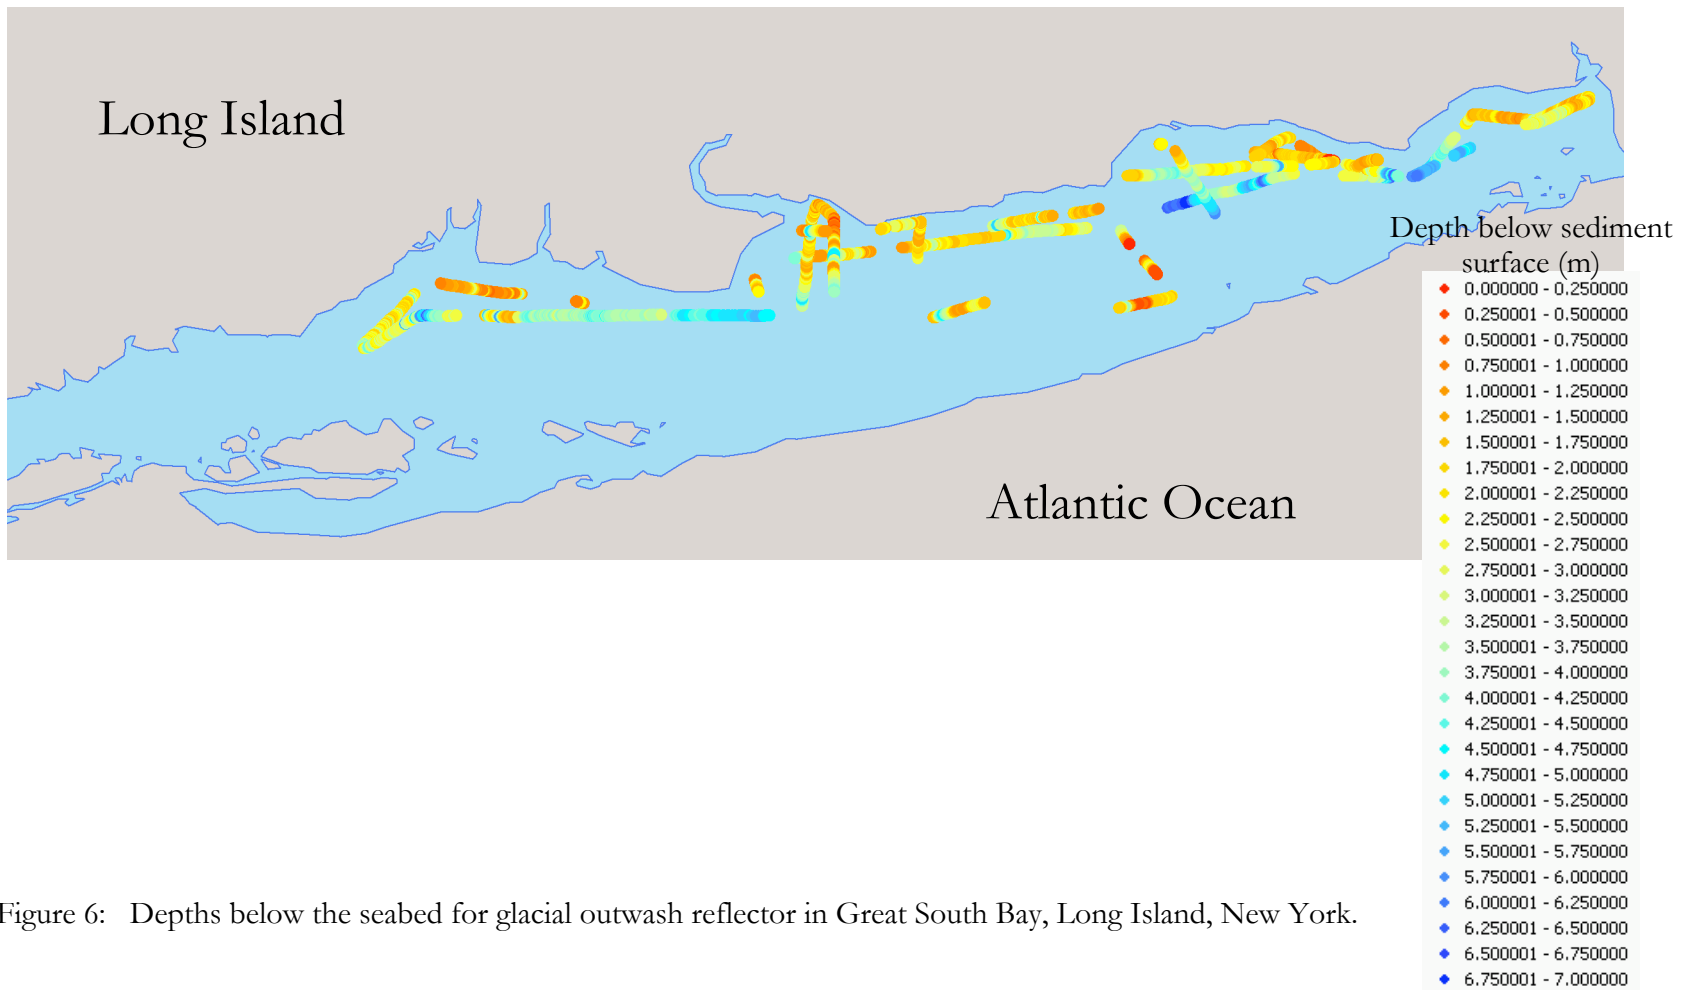 Long Island
Atlantic Ocean
Depth below sediment
surface (m)
0.000000 - 0.250000
0.250001 - 0.500000
0.500001 - 0.750000
0.750001 - 1.000000
1.000001 - 1.250000
1.250001 - 1.500000
1.500001 - 1.750000
1.750001 - 2.000000
2.000001 - 2.250000
2.250001 - 2.500000
2.500001 - 2.750000
2.750001 - 3.000000
3.000001 - 3.250000
3.250001 - 3.500000
3.500001 - 3.750000
3.750001 - 4.000000
4.000001 - 4.250000
4.250001 - 4.500000
4.500001 - 4.750000
4.750001 - 5.000000
5.000001 - 5.250000
5.250001 - 5.500000
5.500001 - 5.750000
5.750001 - 6.000000
6.000001 - 6.250000
6.250001 - 6.500000
6.500001 - 6.750000
6.750001 - 7.000000
Figure 6: Depths below the seabed for glacial outwash reflector in Great South Bay, Long Island, New York.